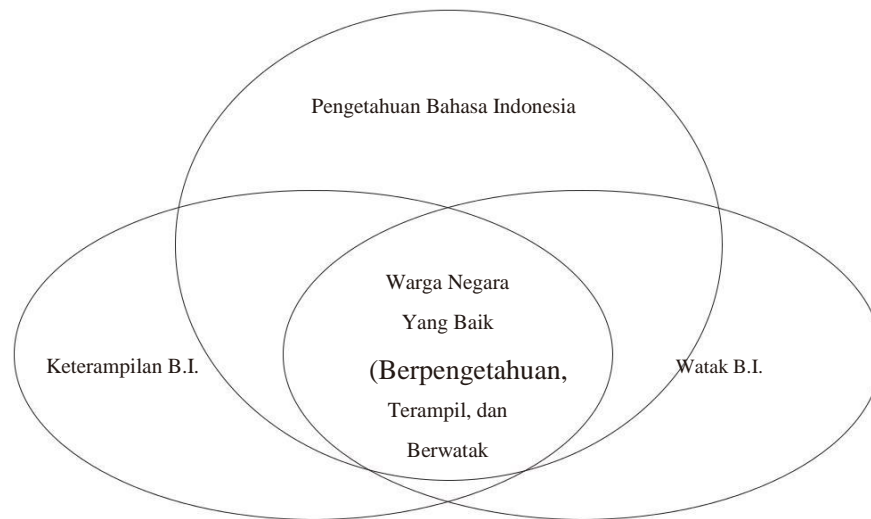 Pengetahuan Bahasa Indonesia
Warga Negara
Yang Baik
Keterampilan B.I.
(Berpengetahuan,
Watak B.I.
Terampil, dan
Berwatak